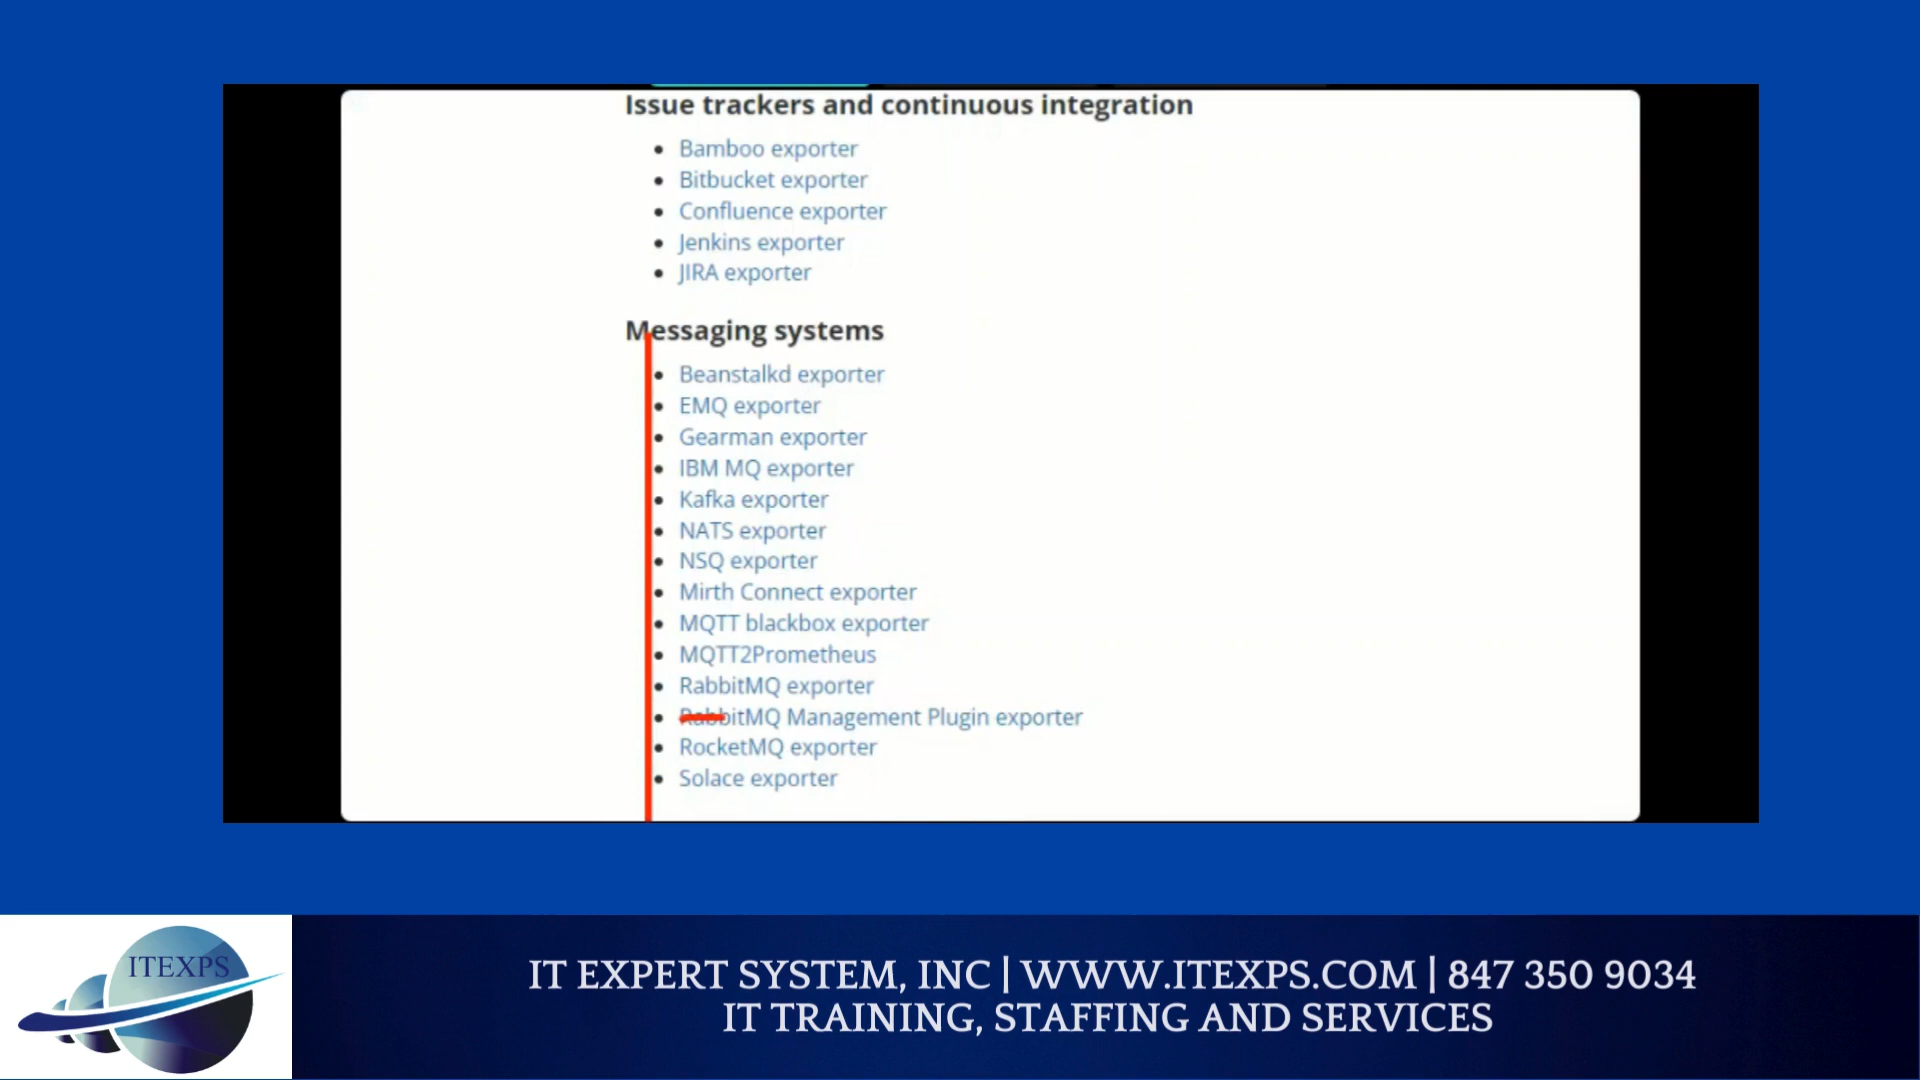 Issue trackers and continuous integration
Bamboo exporter
Bitbucket exporter
Confluence exporter
Jenkins exporter
JIRA exporter
Messaging systems
Beanstalkd exporter
EMQ exporter
Gearman exporter
IBM MQ exporter
Kafka exporter
NATS exporter
NSQ exporter
Mirth Connect exporter
MQTT blackbox exporter
MQTT2Prometheus
RabbitMQ exporter
RabbitMQ Management Plugin exporter
RocketMQ exporter
Solace exporter
ITEXPS
IT EXPERT SYSTEM, INC | WWW.ITEXPS.COM | 847 350 9034
IT TRAINING, STAFFING AND SERVICES